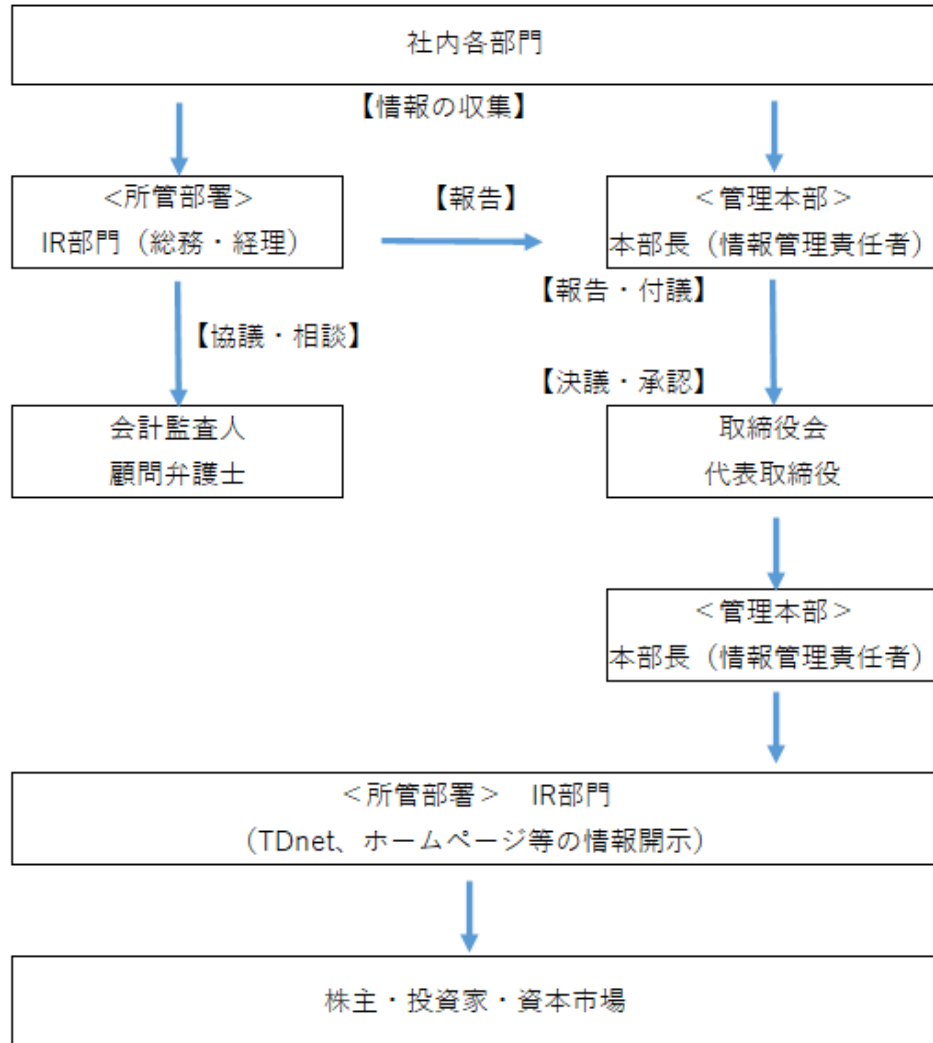 社内各部門
【情報の収集】
＜所管部署＞
IR部門（総務・経理）
【報告】
＜管理本部＞
本部長（情報管理責任者）
【報告・付議】
【協議・相談】
【決議・承認】
会計監査人
顧問弁護士
取締役会
代表取締役
＜管理本部＞
本部長（情報管理責任者）
＜所管部署＞　IR部門
（TDnet、ホームページ等の情報開示）
株主・投資家・資本市場